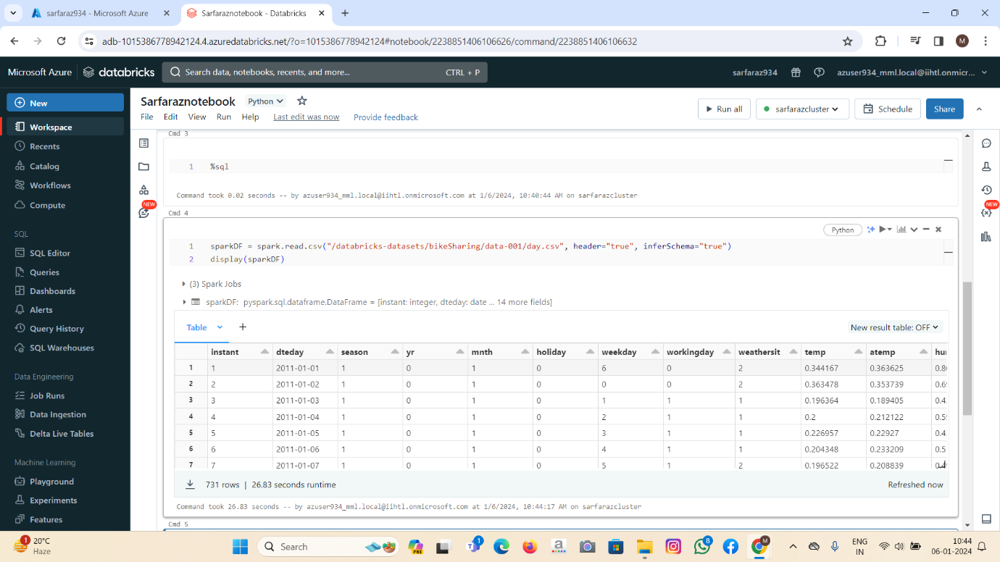 sarfaraz934 - Microsoft Azure
Sarfaraznotebook - Databricks
adb-1015386778942124.4.azuredatabricks.net/?o=1015386778942124#notebook/2238851406106626/command/2238851406106632
M
Microsoft Azure databricks
Search data, notebooks, recents, and more... CTRL + P
sarfaraz934
azuser934_mml.local@iihtl.onmicr...
New
Workspace
Recents
Catalog
Workflows
Compute
SQL
SQL Editor
Queries
Dashboards
Alerts
Query History
SQL Warehouses
Data Engineering
Job Runs
Data Ingestion
Delta Live Tables
Machine Learning
Playground
Experiments
Features
Sarfaraznotebook Python
File Edit View Run Help Last edit was now Provide feedback
Run all sarfarazcluster Schedule Share
NEW
NEW
Cmd 3
1 %sql
Command took 0.02 seconds -- by azuser934_mml.local@iihtl.onmicrosoft.com at 1/6/2024, 10:40:44 AM on sarfarazcluster
Cmd 4
Python
1 sparkDF = spark.read.csv("/databricks-datasets/bikeSharing/data-001/day.csv", header="true", inferSchema="true")
2 display(sparkDF)
(3) Spark Jobs
sparkDF: pyspark.sql.dataframe.DataFrame = [instant: integer, dteday: date ... 14 more fields]
Table + New result table: OFF
instant dteday season yr mnth holiday weekday workingday weathersit temp atemp
1 1 2011-01-01 1 0 1 0 6 0 2 0.344167 0.363625
2 2 2011-01-02 1 0 1 0 0 0 2 0.363478 0.353739
3 3 2011-01-03 1 0 1 0 1 1 1 0.196364 0.189405
4 4 2011-01-04 1 0 1 0 2 1 1 0.2 0.212122
5 5 2011-01-05 1 0 1 0 3 1 1 0.226957 0.22927
6 6 2011-01-06 1 0 1 0 4 1 1 0.204348 0.233209
7 7 2011-01-07 1 0 1 0 5 1 2 0.196522 0.208839
731 rows | 26.83 seconds runtime Refreshed now
Command took 26.83 seconds -- by azuser934_mml.local@iihtl.onmicrosoft.com at 1/6/2024, 10:44:17 AM on sarfarazcluster
Cmd 5
1
20°C
Haze
Search
PRE
1
8
M
ENG
IN
10:44
06-01-2024